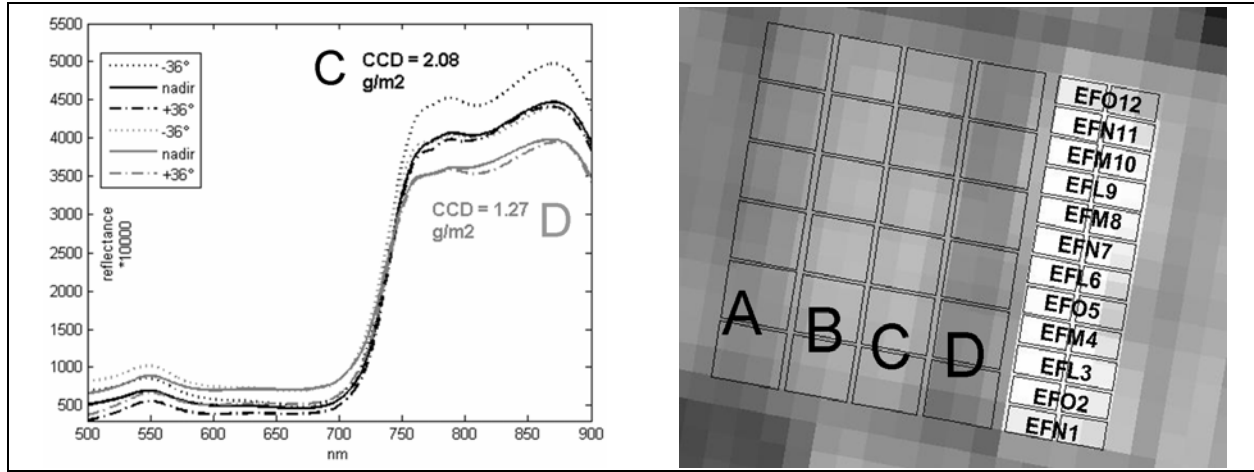 5500
5000
4500
4000
3500
3000
2500
2000
1500
1000
500
reflectance
*10000
-36°
nadir
+36°
-36°
nadir
+36°
C
CCD = 2.08
g/m2
CCD = 1.27
g/m2
D
500
550
600
650
700
750
800
850
900
nm
A
B
C
D
EFO12
EFN11
EFM10
EFL9
EFM8
EFN7
EFL6
EFO5
EFM4
EFL3
EFO2
EFN1